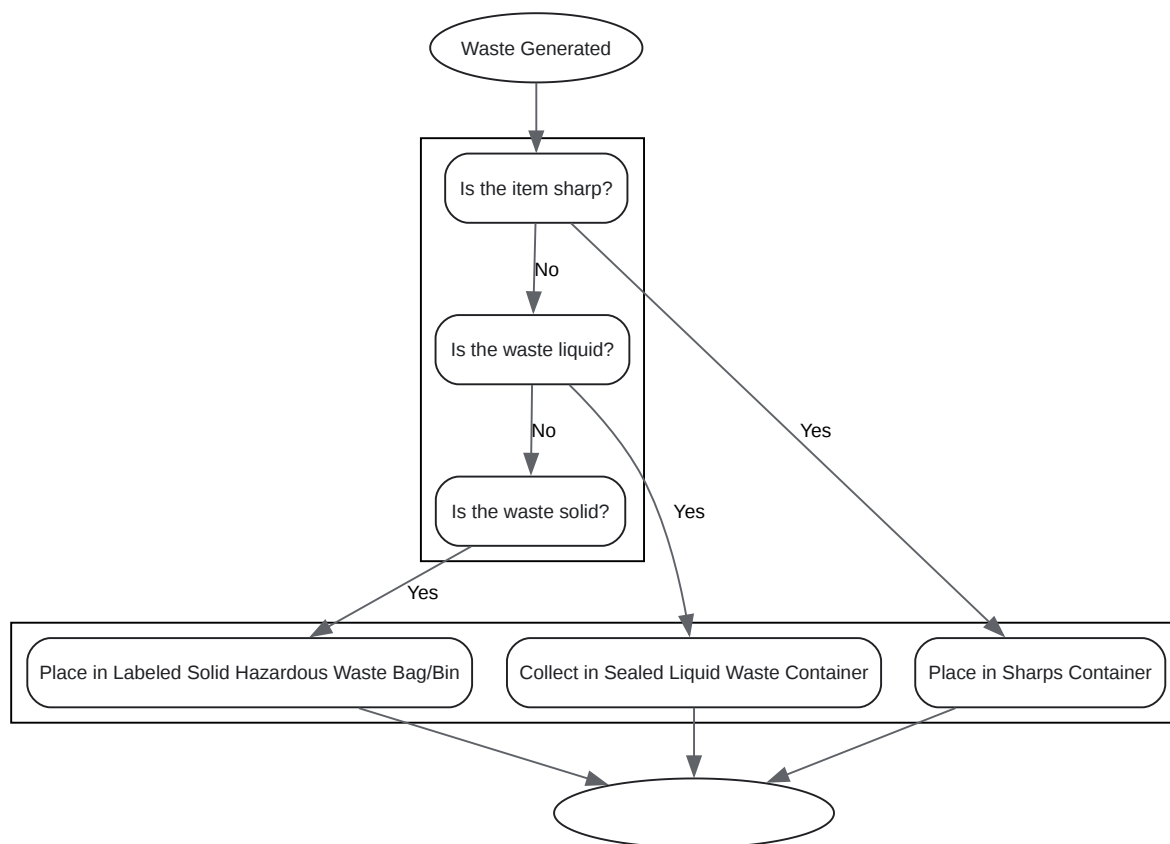 Waste Generated
Is the item sharp?
No
Is the waste liquid?
Yes
No
Is the waste solid?
Yes
Yes
Place in Labeled Solid Hazardous Waste Bag/Bin
Collect in Sealed Liquid Waste Container
Place in Sharps Container